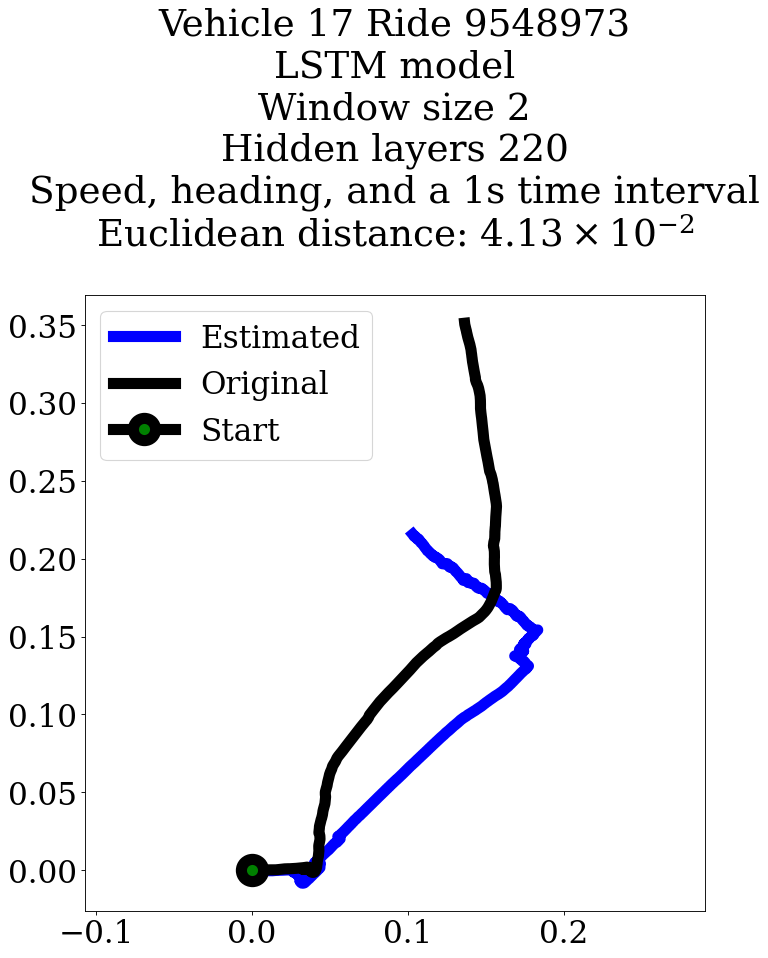 Vehicle 17 Ride 9548973
LSTM model
Window size 2
Hidden layers 220
Speed, heading, and a 1s time interval
Euclidean distance: 4.13 × 10⁻²
Estimated
Original
Start
0.35
0.30
0.25
0.20
0.15
0.10
0.05
0.00
−0.1 0.0 0.1 0.2